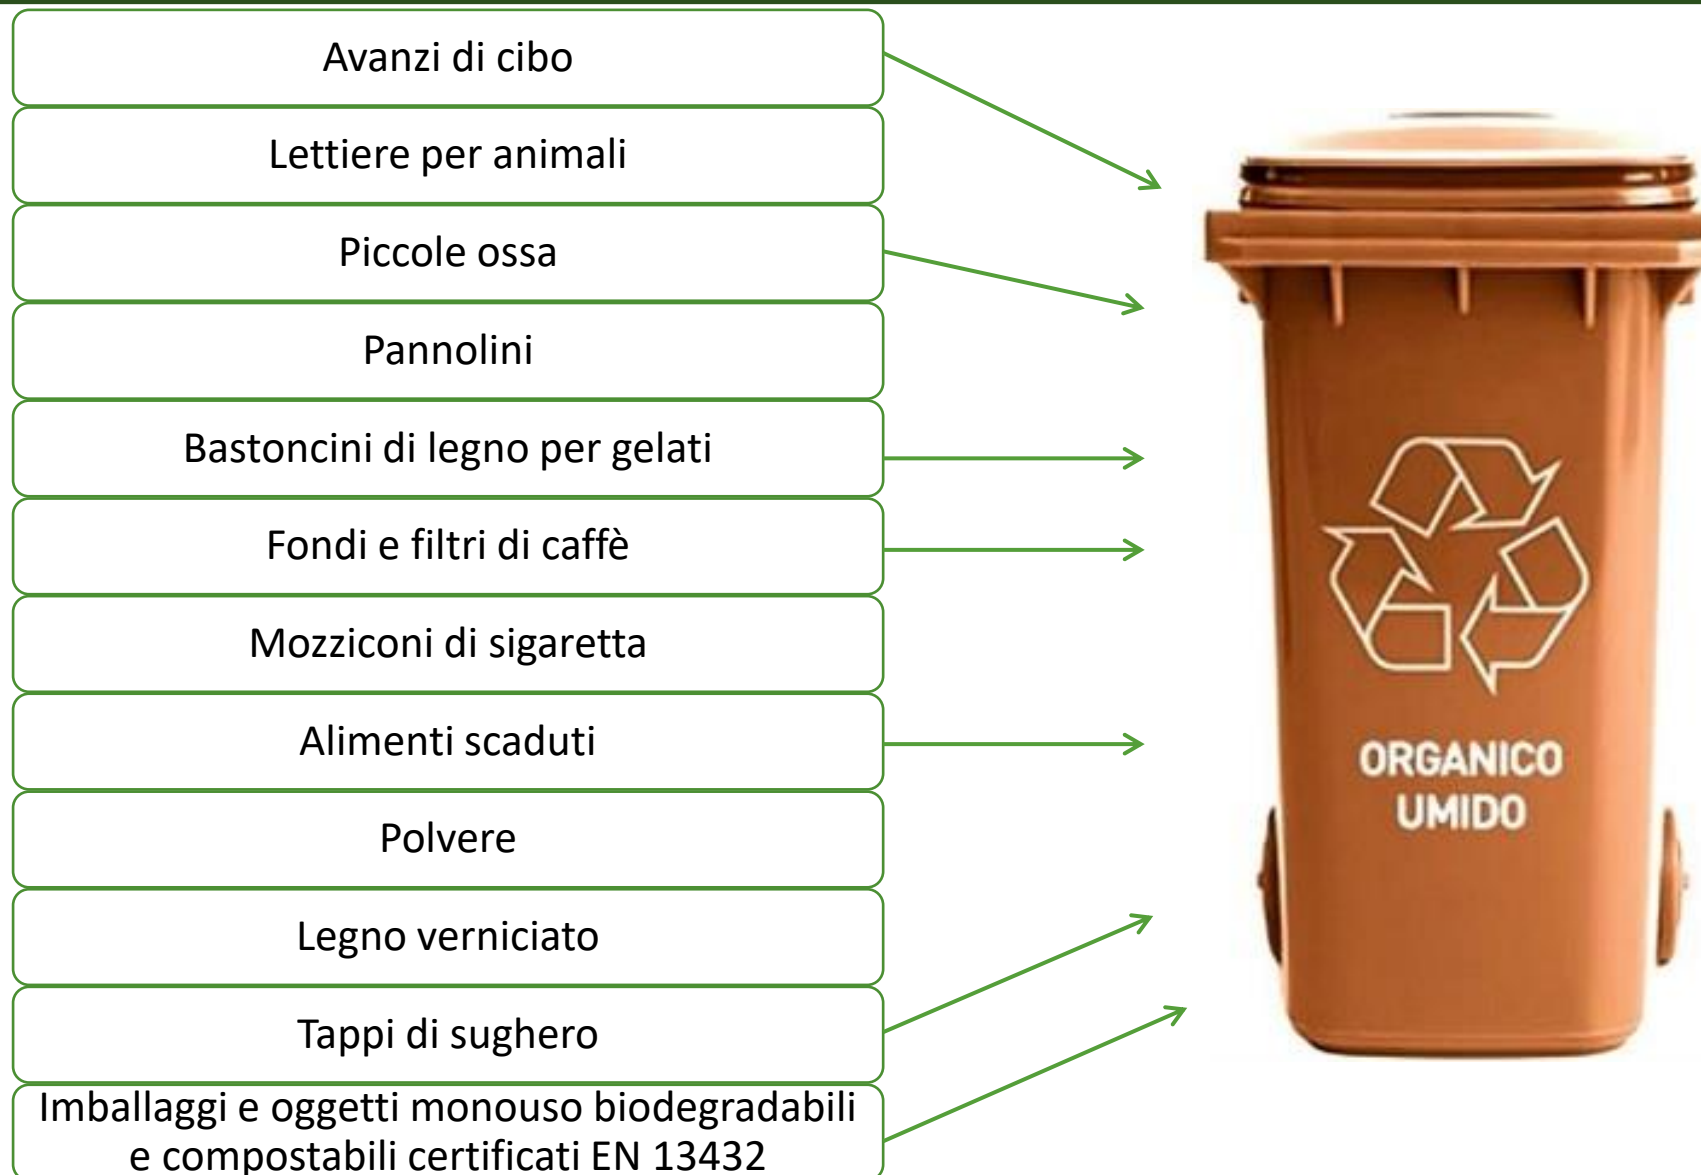 Avanzi di cibo
Lettiere per animali
Piccole ossa
Pannolini
Bastoncini di legno per gelati
Fondi e filtri di caffè
Mozziconi di sigaretta
Alimenti scaduti
Polvere
Legno verniciato
Tappi di sughero
Imballaggi e oggetti monouso biodegradabili
e compostabili certificati EN 13432
ORGANICO
UMIDO